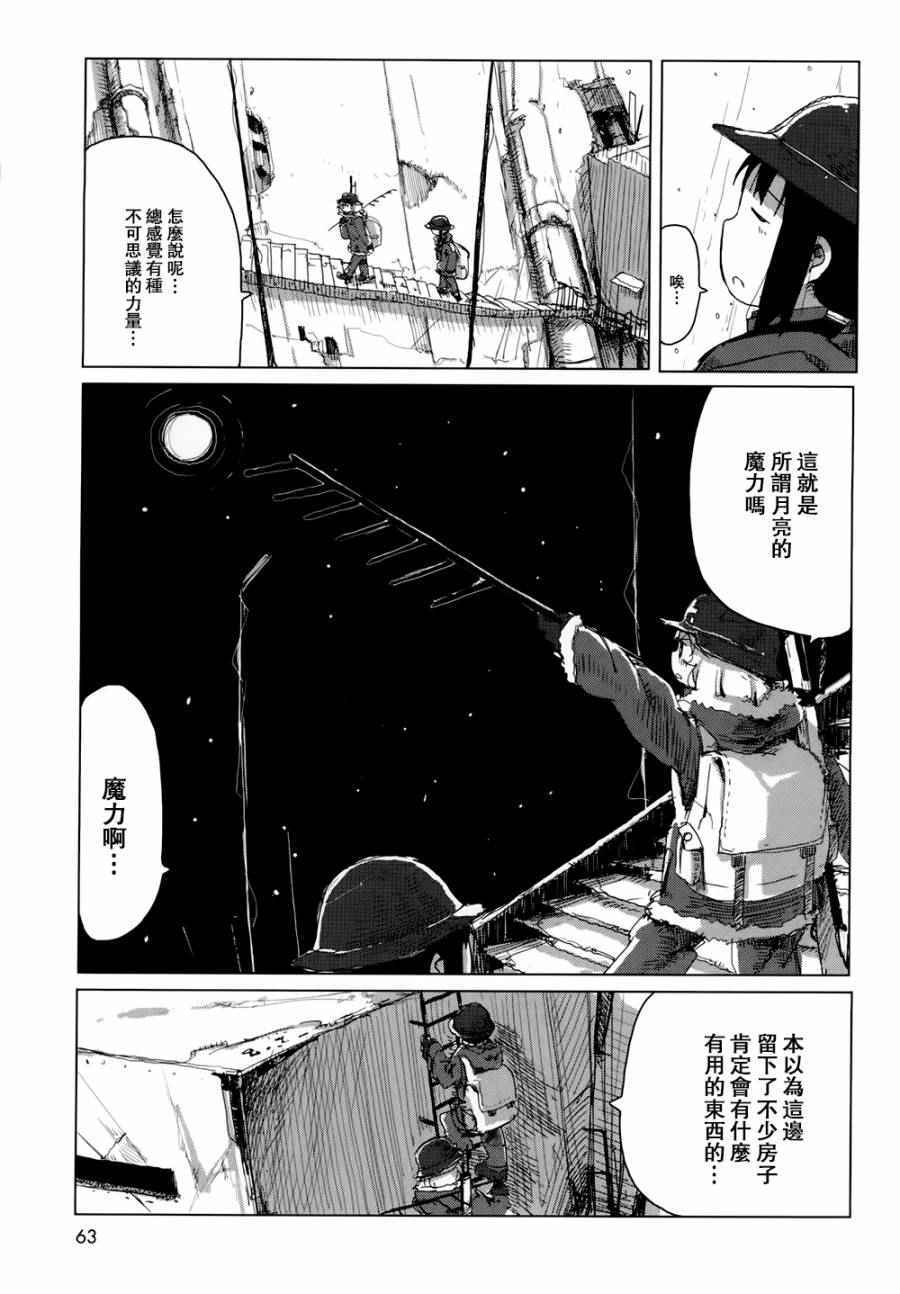 唉…
怎麼說呢…
總感覺有種
不可思議的力量…
這就是
所謂月亮的
魔力嗎
魔力啊…
本以為這邊
留下了不少房子
肯定會有什麼
有用的東西的…
63